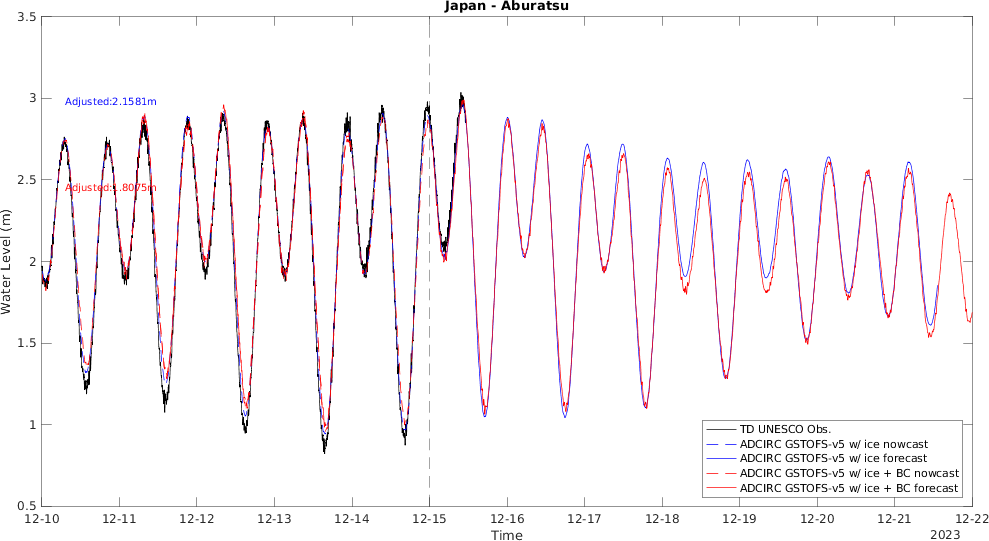 Japan - Aburatsu
3.5
3
2.5
2
1.5
1
0.5
Water Level (m)
Adjusted:2.1581m
12-10
12-11
12-12
12-13
12-14
12-15
12-16
12-17
12-18
12-19
12-20
12-21
12-22
Time
2023
TD UNESCO Obs.
ADCIRC GSTOFS-v5 w/ ice nowcast
ADCIRC GSTOFS-v5 w/ ice forecast
ADCIRC GSTOFS-v5 w/ ice + BC nowcast
ADCIRC GSTOFS-v5 w/ ice + BC forecast